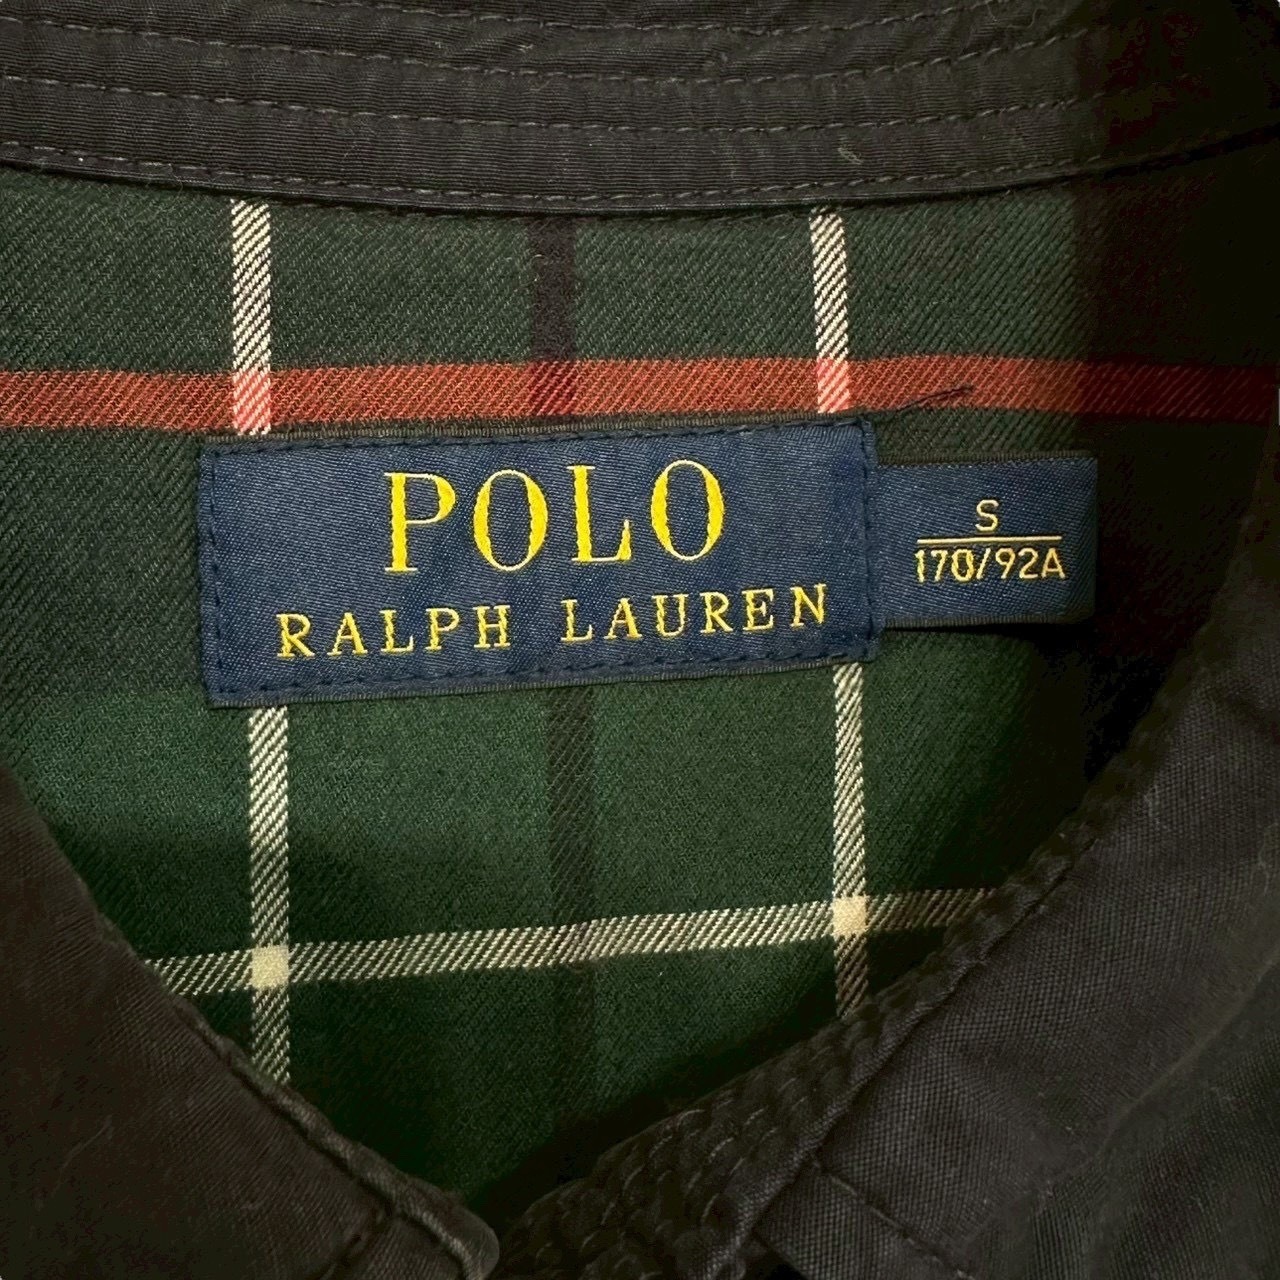 POLO
RALPH LAUREN
S
170/92A